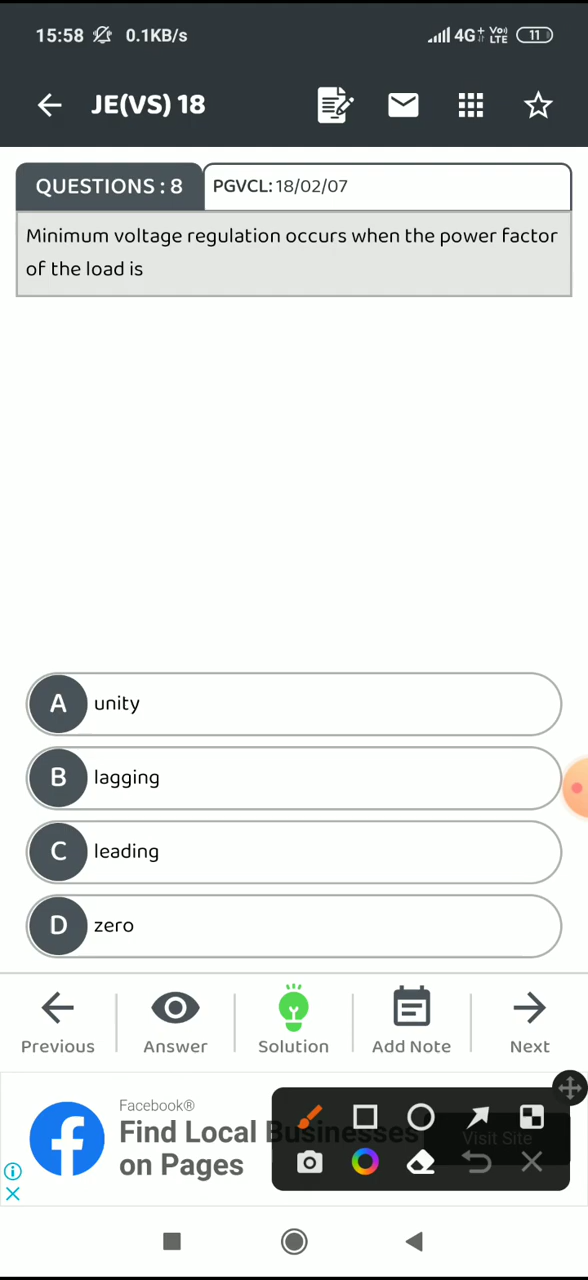 15:58 0.1KB/s 4G+ Vo) LTE 11
JE(VS) 18
QUESTIONS : 8 PGVCL: 18/02/07
Minimum voltage regulation occurs when the power factor
of the load is
A unity
B lagging
C leading
D zero
Previous Answer Solution Add Note Next
Facebook®
Find Local Businesses
on Pages
Visit Site